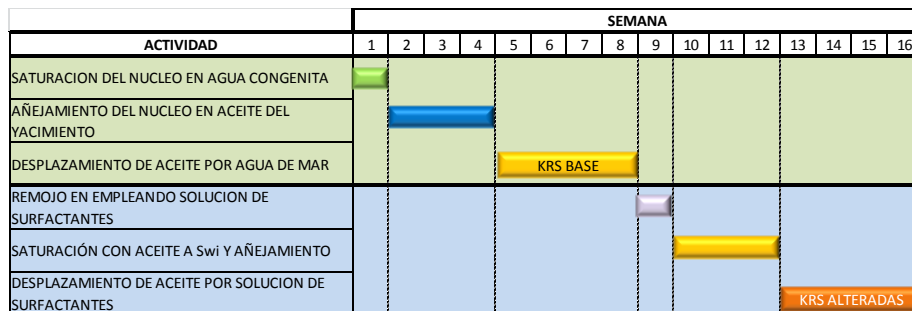 SEMANA
ACTIVIDAD 1 2 3 4 5 6 7 8 9 10 11 12 13 14 15 16
SATURACION DEL NUCLEO EN AGUA CONGENITA
AÑEJAMIENTO DEL NUCLEO EN ACEITE DEL
YACIMIENTO
DESPLAZAMIENTO DE ACEITE POR AGUA DE MAR KRS BASE
REMOJO EN EMPLEANDO SOLUCION DE
SURFACTANTES
SATURACIÓN CON ACEITE A Swi Y AÑEJAMIENTO
DESPLAZAMIENTO DE ACEITE POR SOLUCION DE
SURFACTANTES KRS ALTERADAS